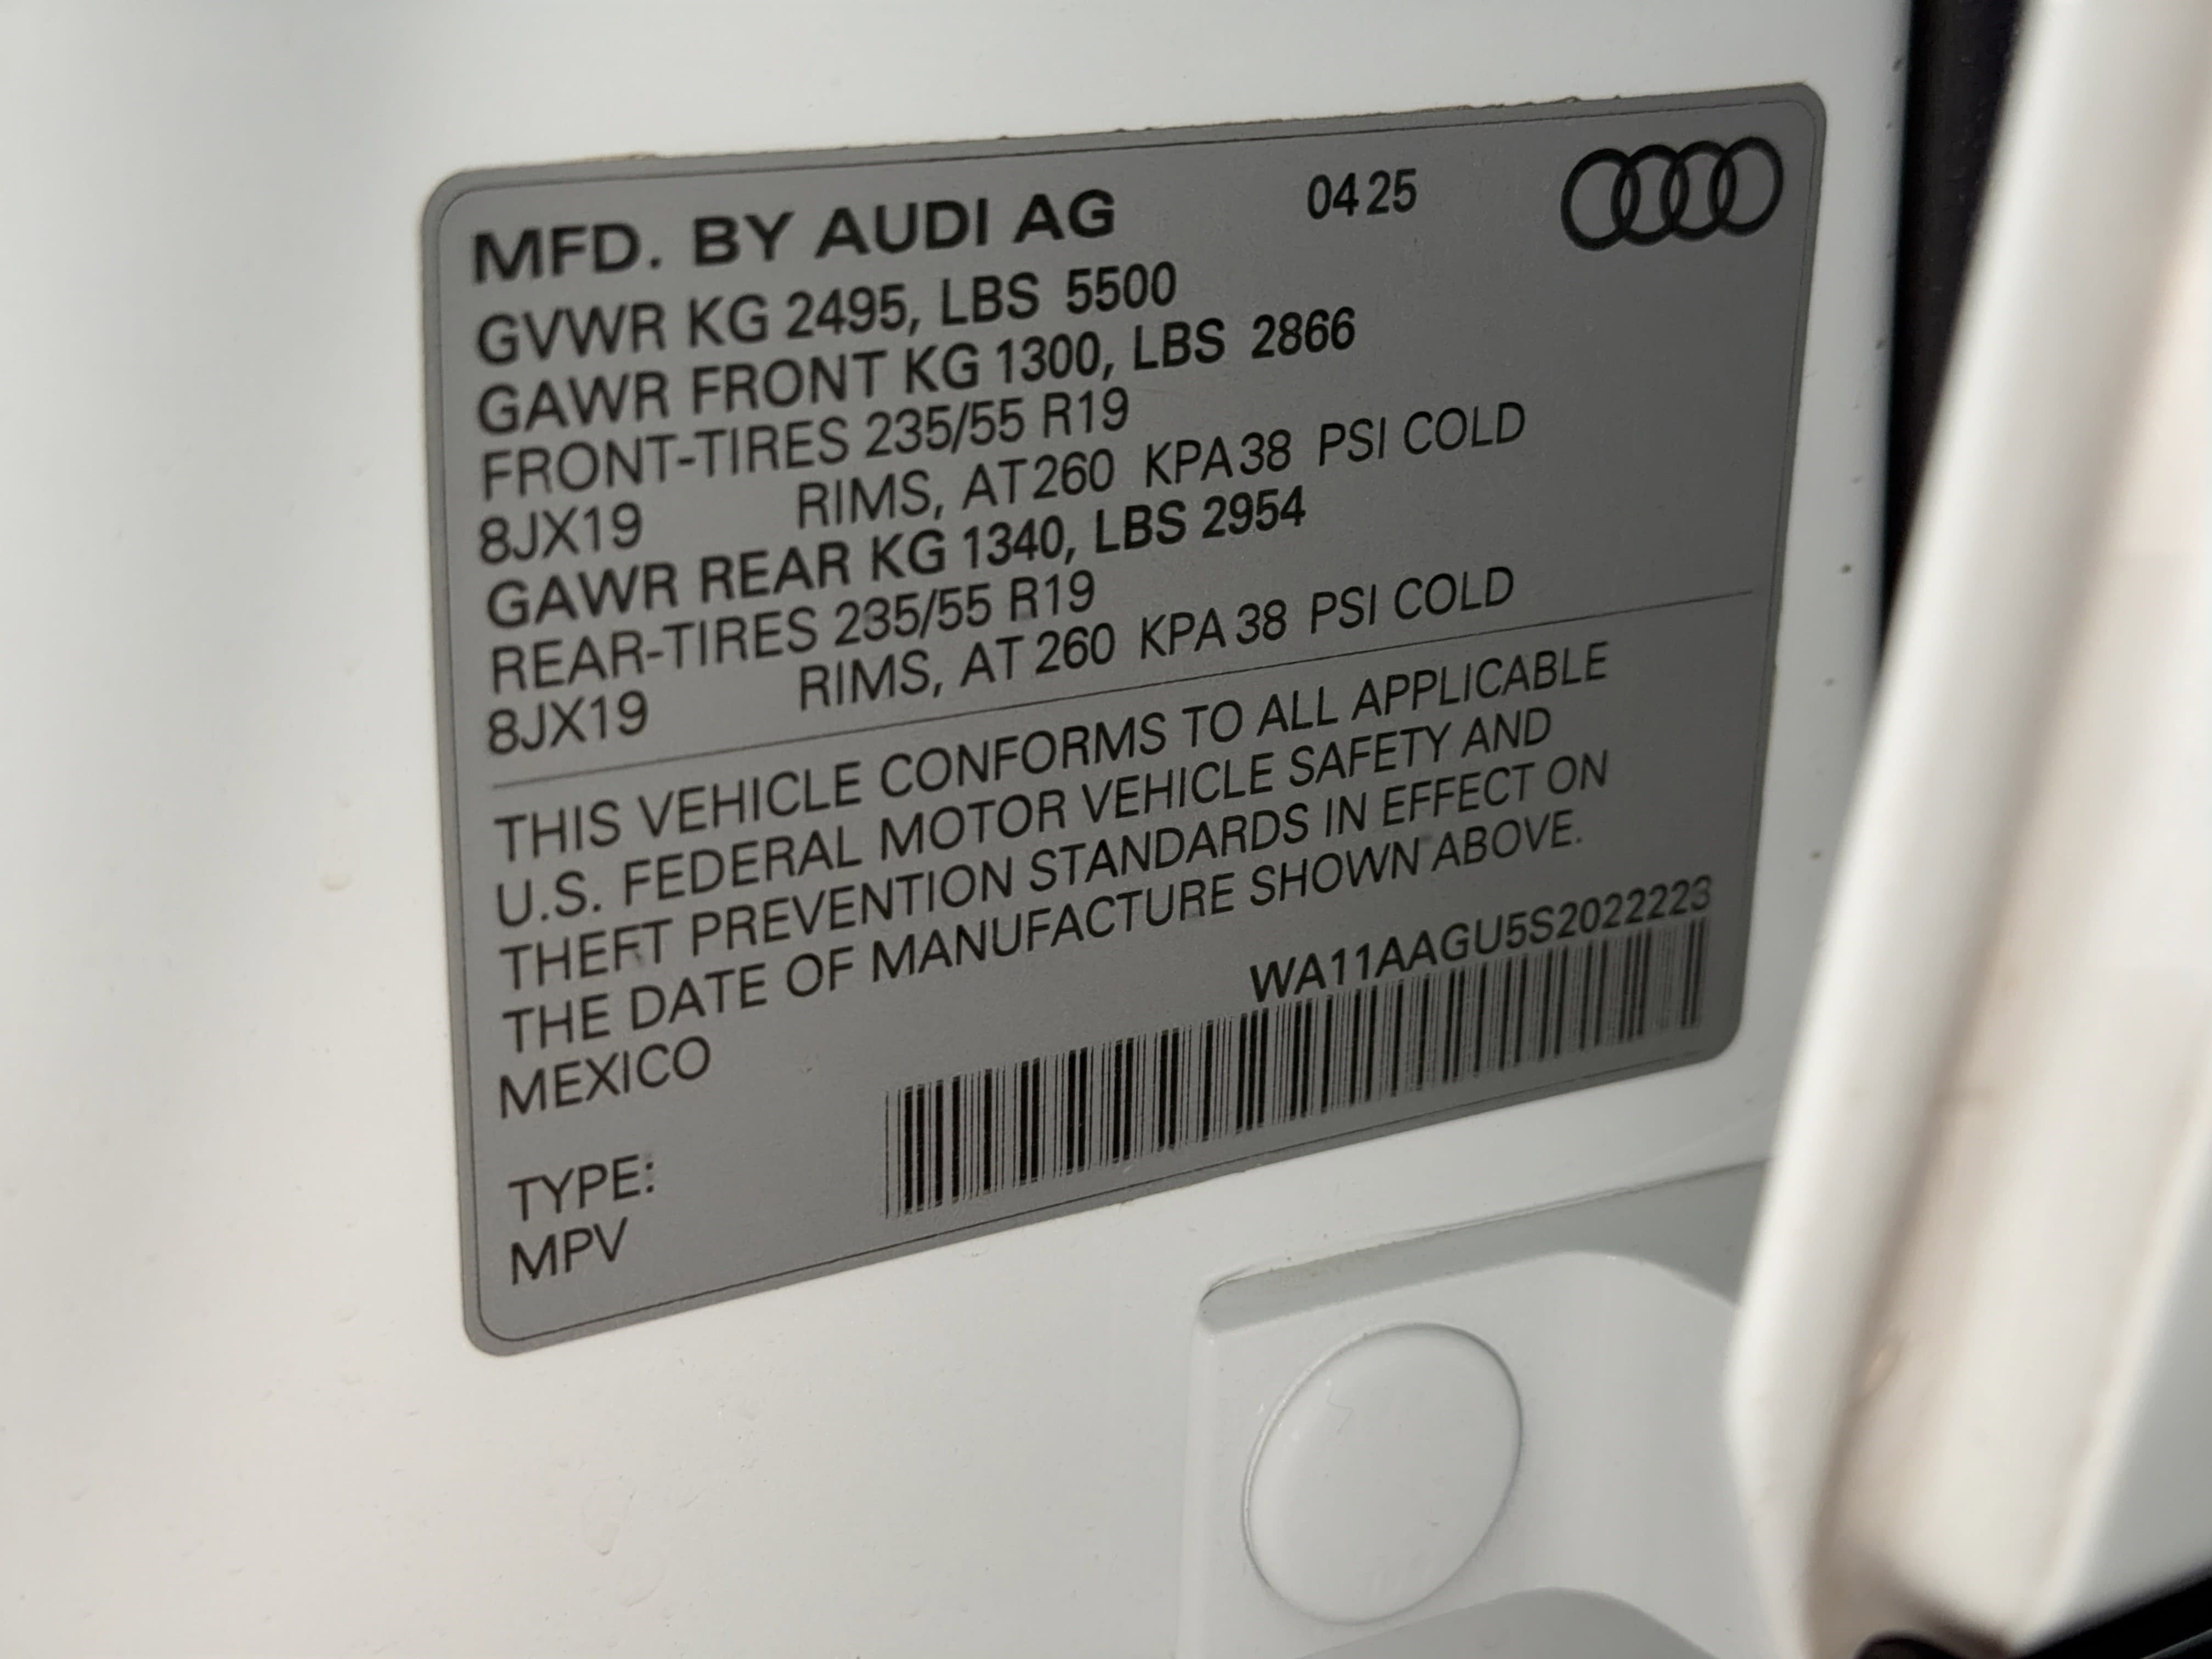 MFD. BY AUDI AG 04 25
GVWR KG 2495, LBS 5500
GAWR FRONT KG 1300, LBS 2866
FRONT-TIRES 235/55 R19
8JX19 RIMS, AT 260 KPA 38 PSI COLD
GAWR REAR KG 1340, LBS 2954
REAR-TIRES 235/55 R19
8JX19 RIMS, AT 260 KPA 38 PSI COLD
THIS VEHICLE CONFORMS TO ALL APPLICABLE
U.S. FEDERAL MOTOR VEHICLE SAFETY AND
THEFT PREVENTION STANDARDS IN EFFECT ON
THE DATE OF MANUFACTURE SHOWN ABOVE.
MEXICO
WA11AAGU5S2022223
TYPE:
MPV